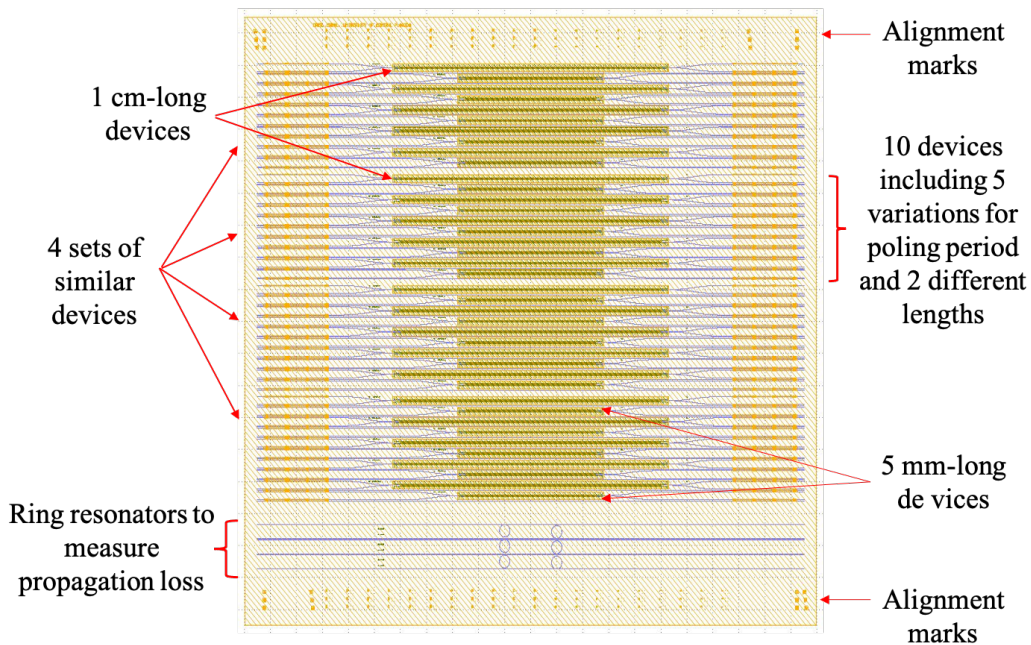 Alignment
marks
1 cm-long
devices
10 devices
including 5
variations for
poling period
and 2 different
lengths
4 sets of
similar
devices
5 mm-long
de vices
Ring resonators to
measure
propagation loss
Alignment
marks